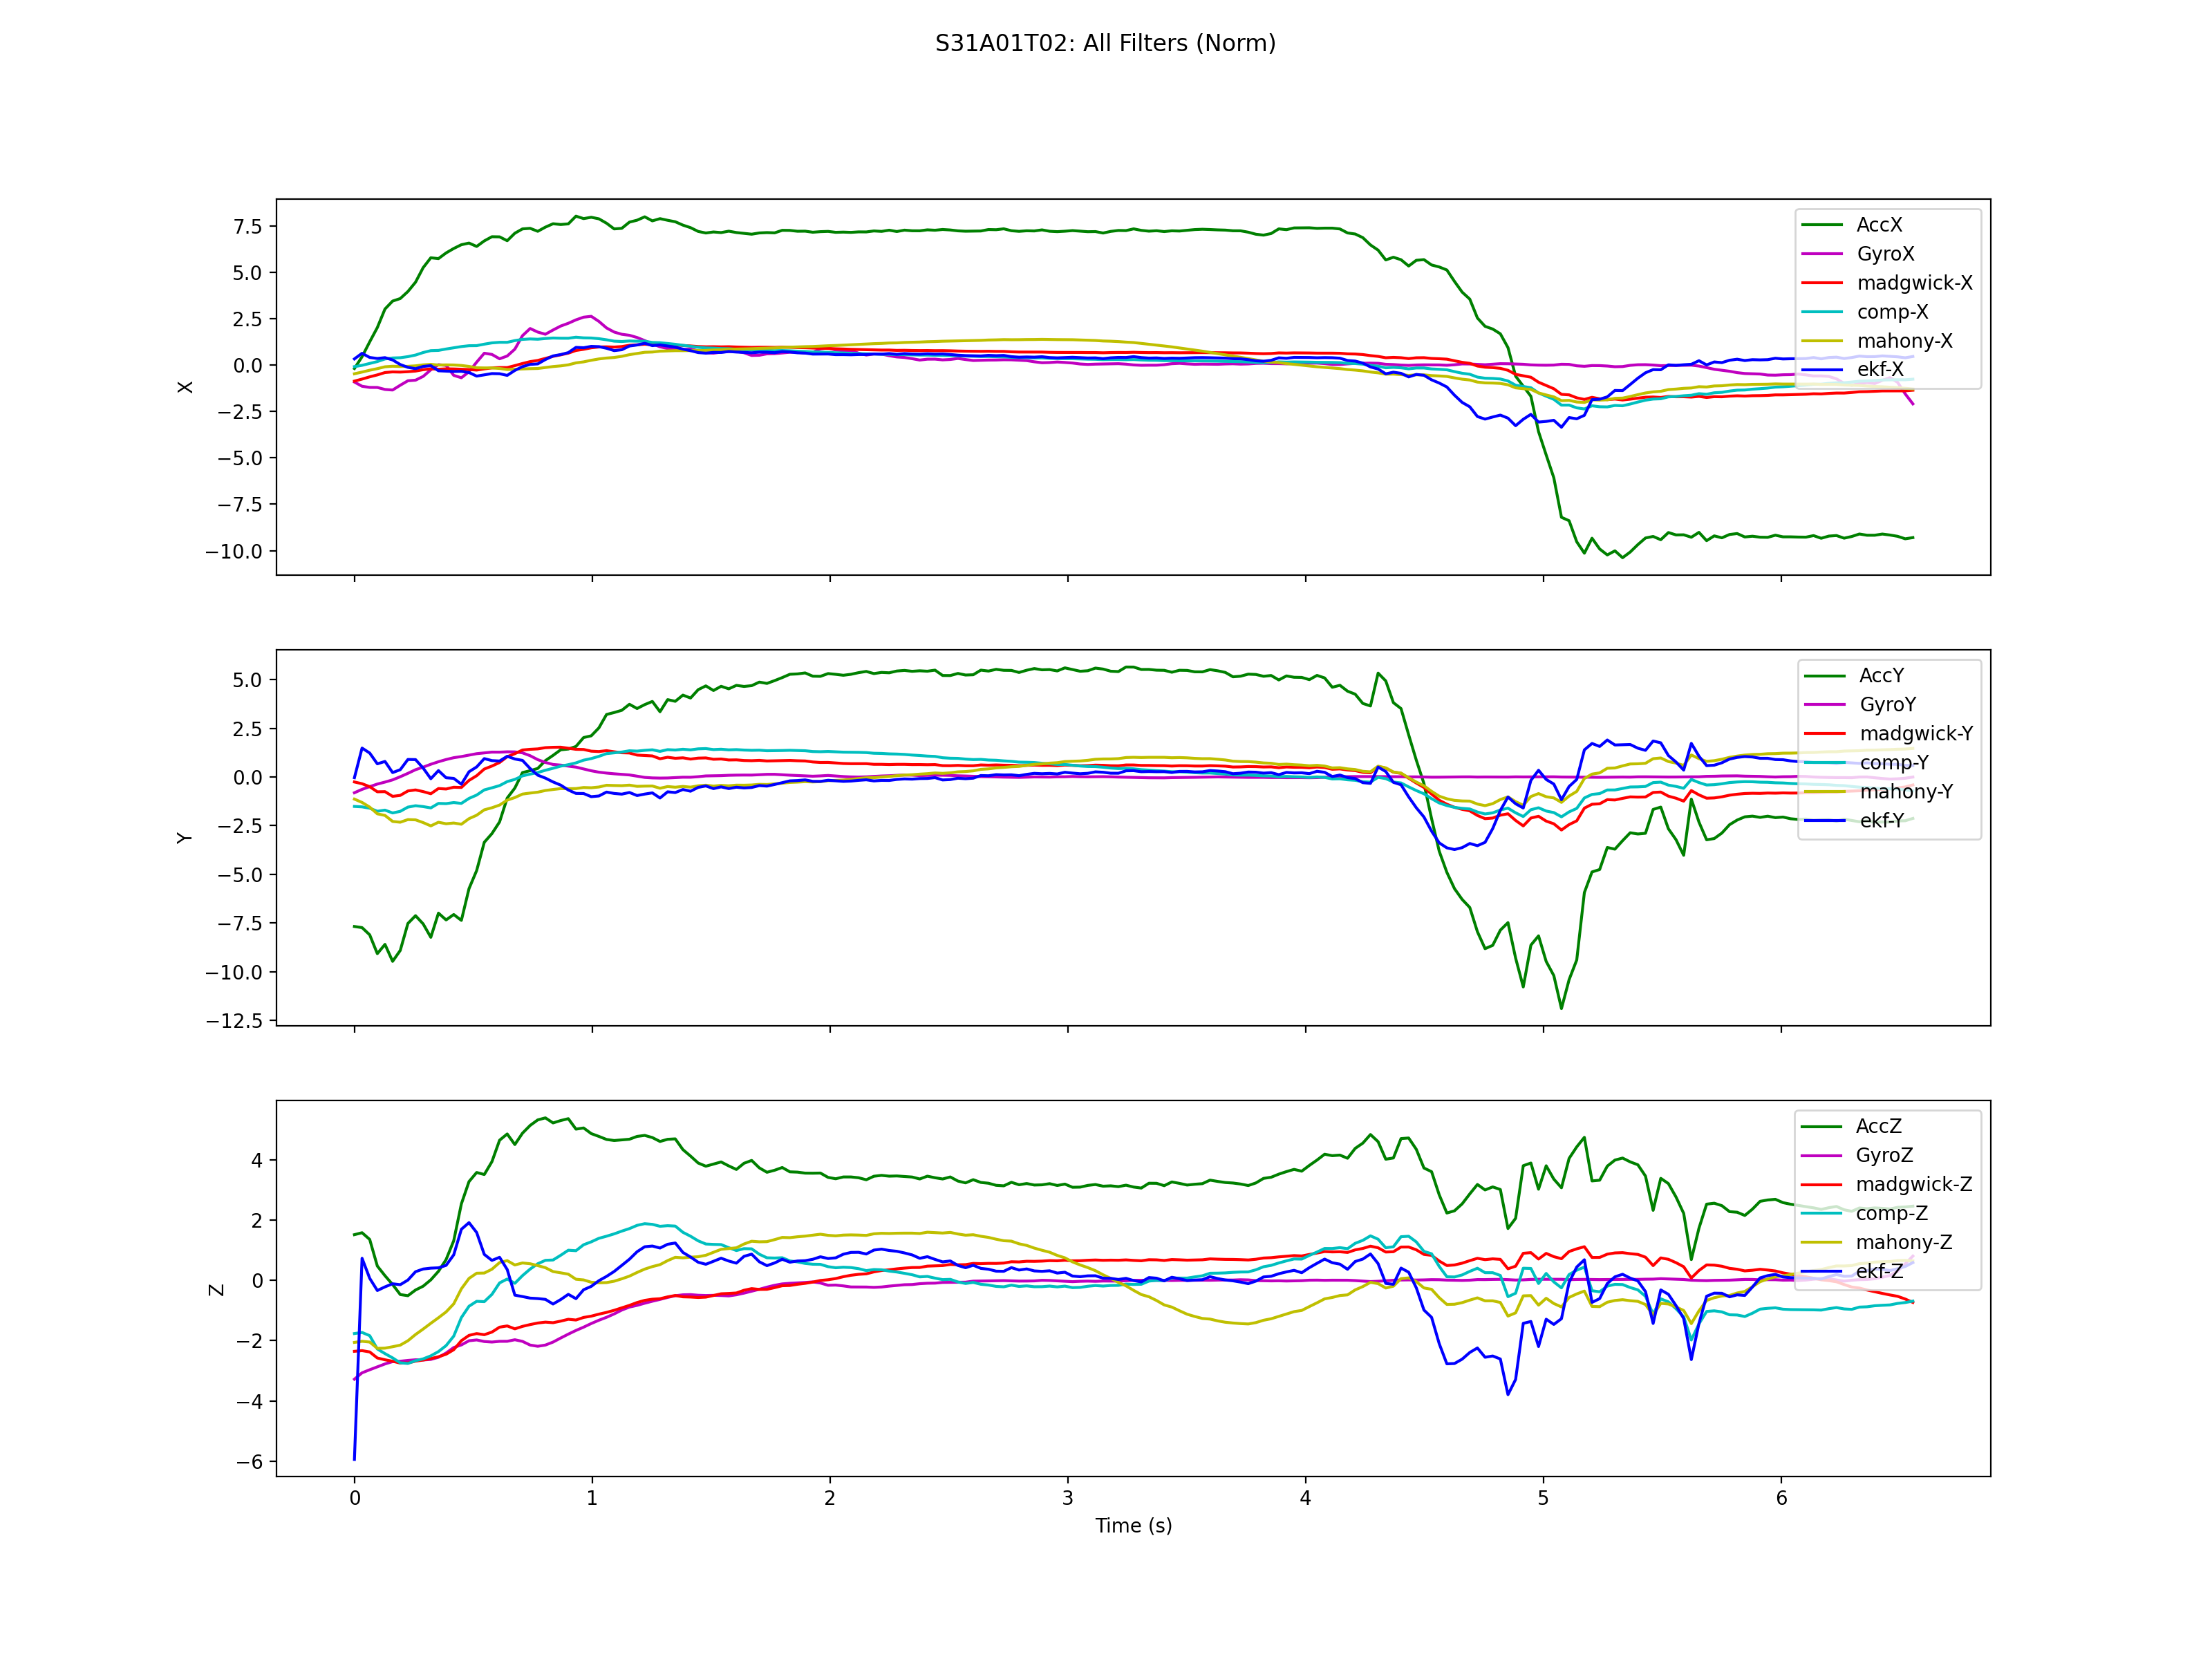 S31A01T02: All Filters (Norm)
7.5
5.0
2.5
0.0
−2.5
−5.0
−7.5
−10.0
X
AccX
GyroX
madgwick-X
comp-X
mahony-X
ekf-X
5.0
2.5
0.0
−2.5
−5.0
−7.5
−10.0
−12.5
Y
AccY
GyroY
madgwick-Y
comp-Y
mahony-Y
ekf-Y
4
2
0
−2
−4
−6
Z
AccZ
GyroZ
madgwick-Z
comp-Z
mahony-Z
ekf-Z
0 1 2 3 4 5 6
Time (s)